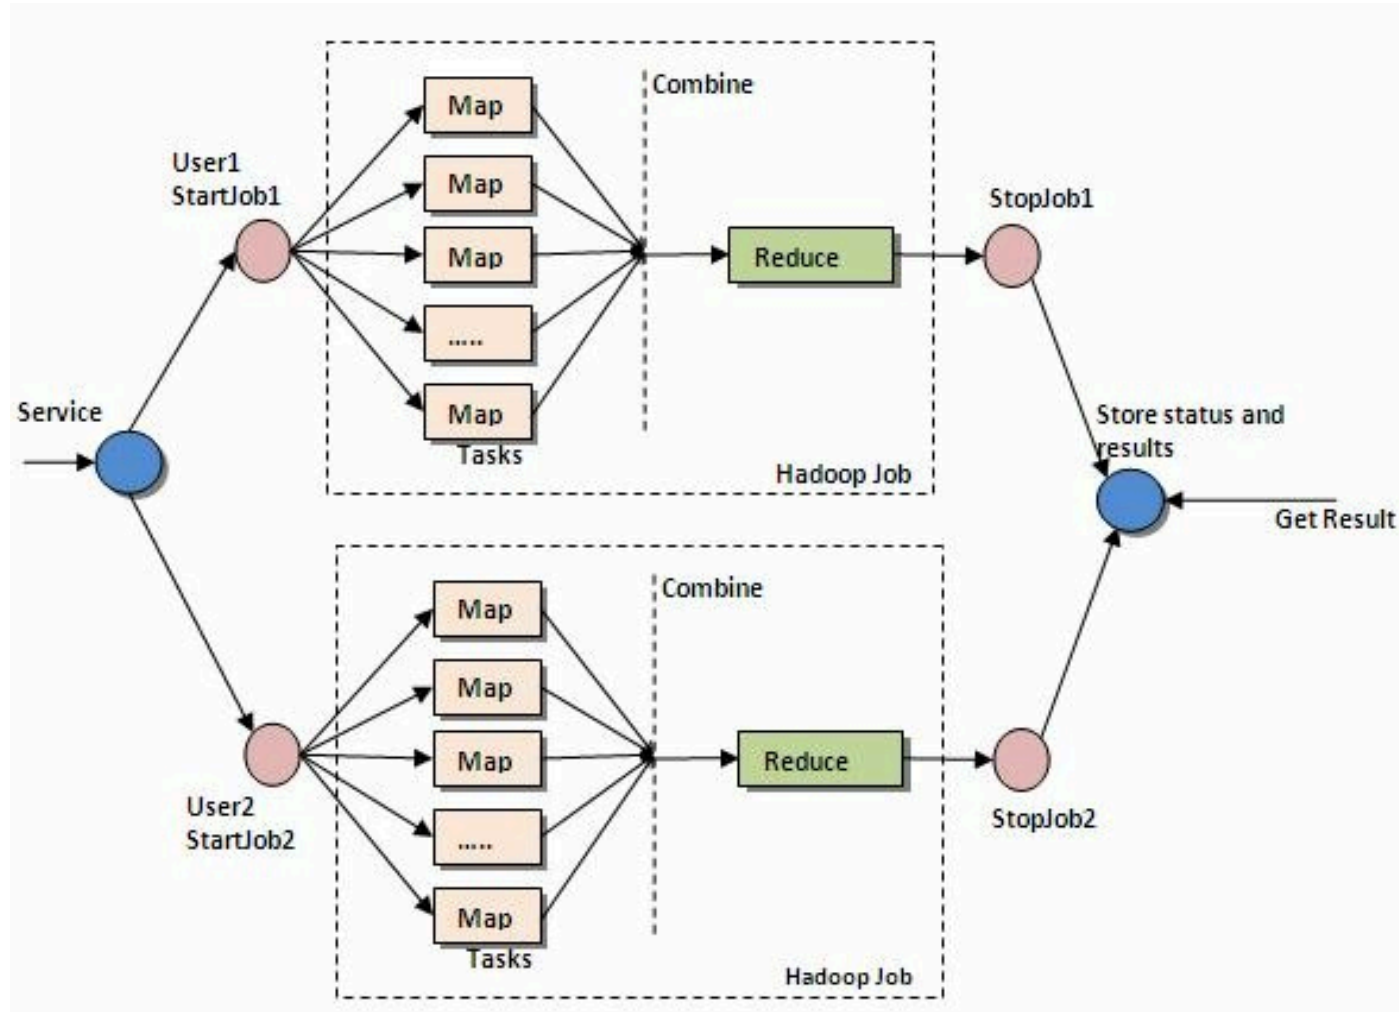 Combine
Map
User1
StartJob1
Map
StopJob1
Map
Reduce
.....
Service
Map
Store status and
results
Tasks
Hadoop Job
Get Result
Combine
Map
Map
Map
Reduce
User2
StartJob2
.....
StopJob2
Map
Tasks
Hadoop Job